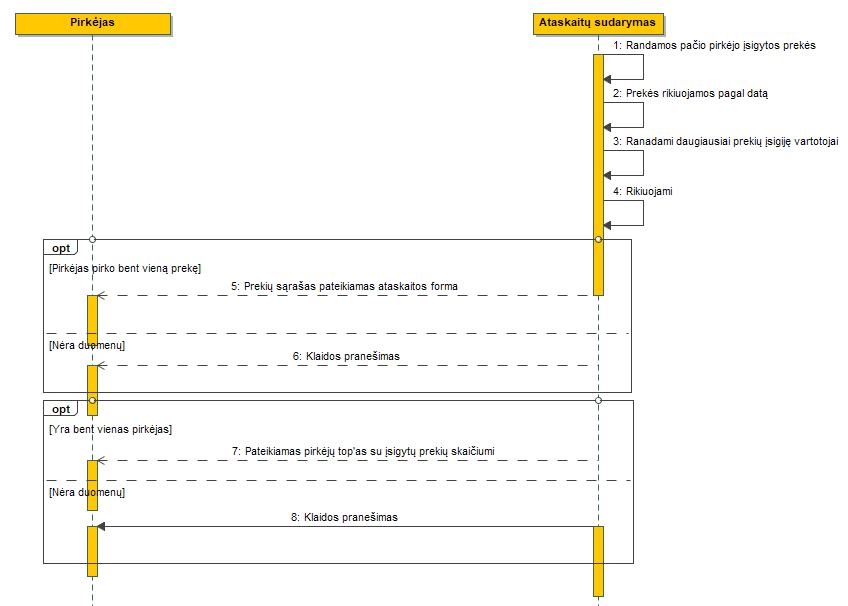 Pirkėjas
Ataskaitų sudarymas
1: Randamos pačio pirkėjo įsigytos prekės
2: Prekės rikiuojamos pagal datą
3: Ranadami daugiausiai prekių įsigiję vartotojai
4: Rikiuojami
opt
[Pirkėjas pirko bent vieną prekę]
5: Prekių sąrašas pateikiamas ataskaitos forma
[Nėra duomenų]
6: Klaidos pranešimas
opt
[Yra bent vienas pirkėjas]
7: Pateikiamas pirkėjų top'as su įsigytų prekių skaičiumi
[Nėra duomenų]
8: Klaidos pranešimas